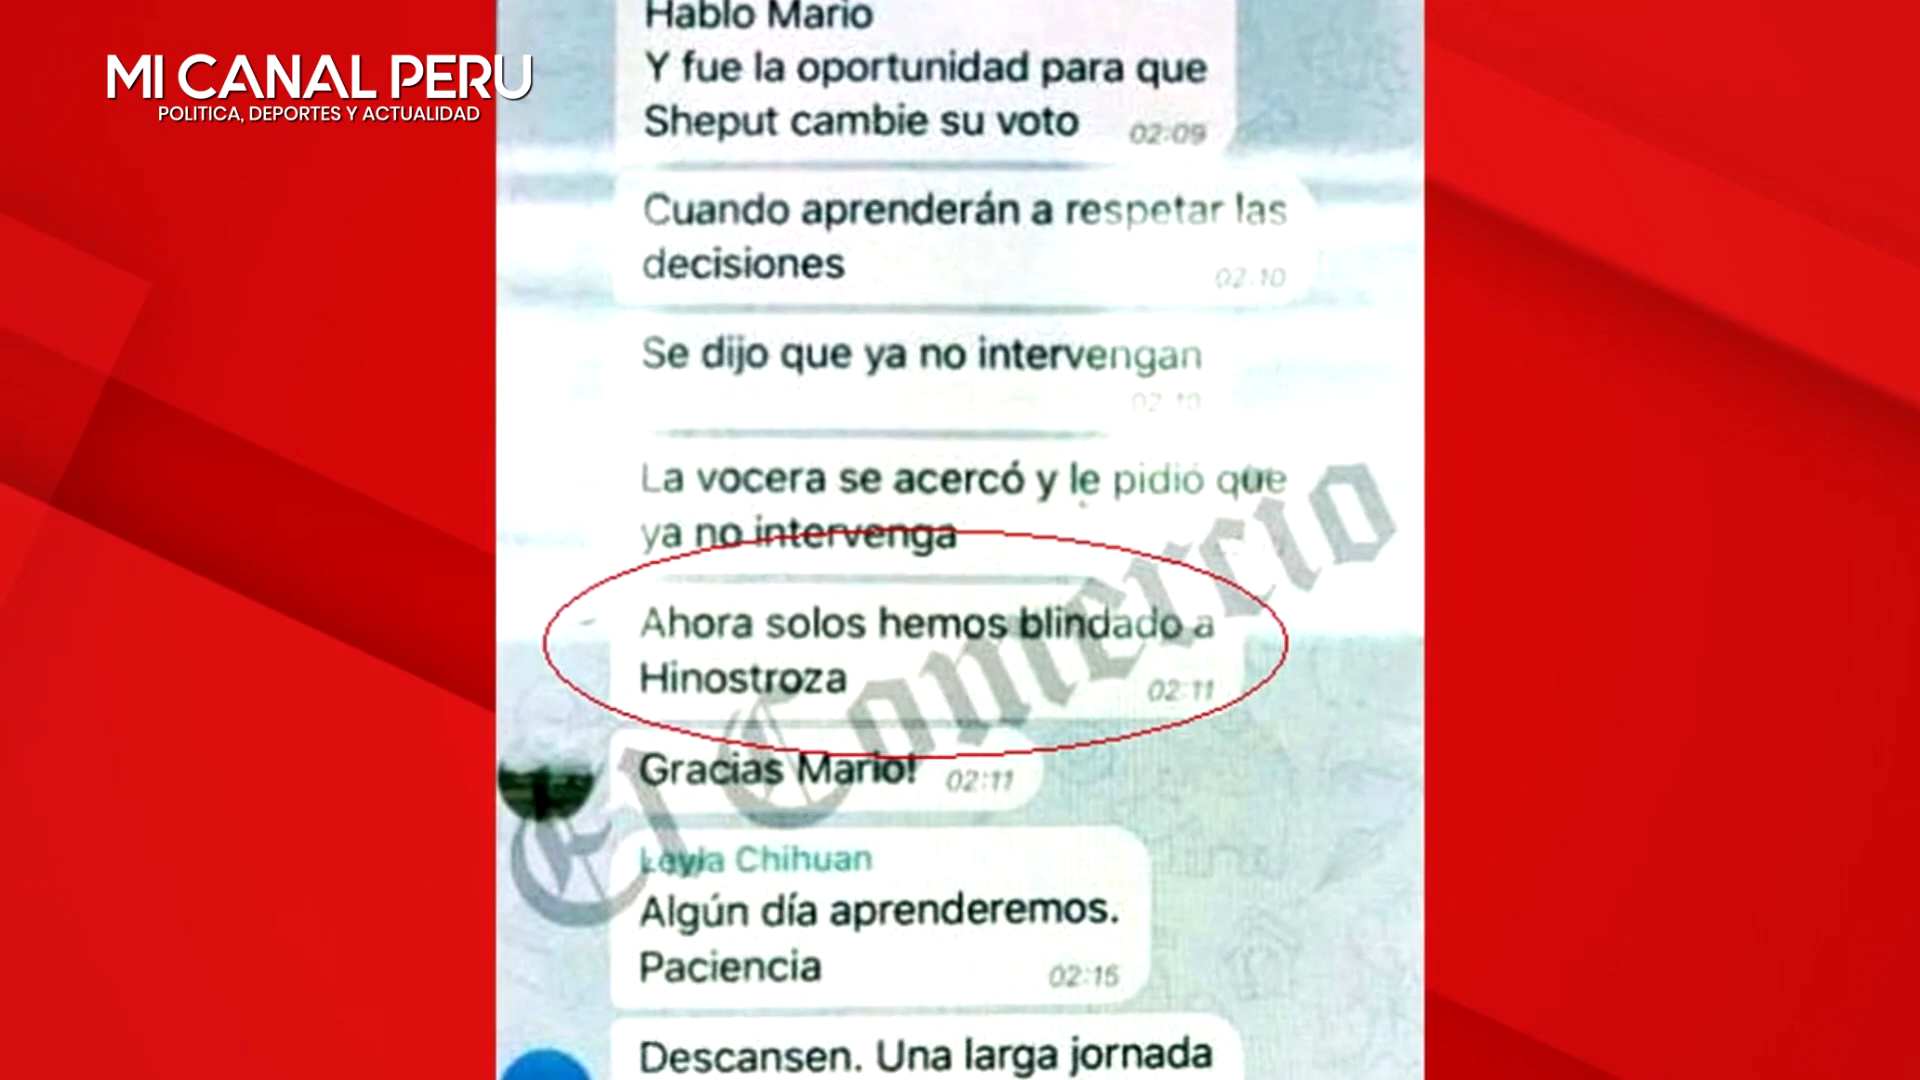 MI CANAL PERU
POLITICA, DEPORTES Y ACTUALIDAD
Hablo Mario
Y fue la oportunidad para que
Sheput cambie su voto 02:09
Cuando aprenderán a respetar las
decisiones 02:10
Se dijo que ya no intervengan
02:10
La vocera se acercó y le pidió que
ya no intervenga
Ahora solos hemos blindado a
Hinostroza 02:11
Gracias Mario! 02:11
Leyla Chihuan
Algún día aprenderemos.
Paciencia 02:15
Descansen. Una larga jornada
El Comercio